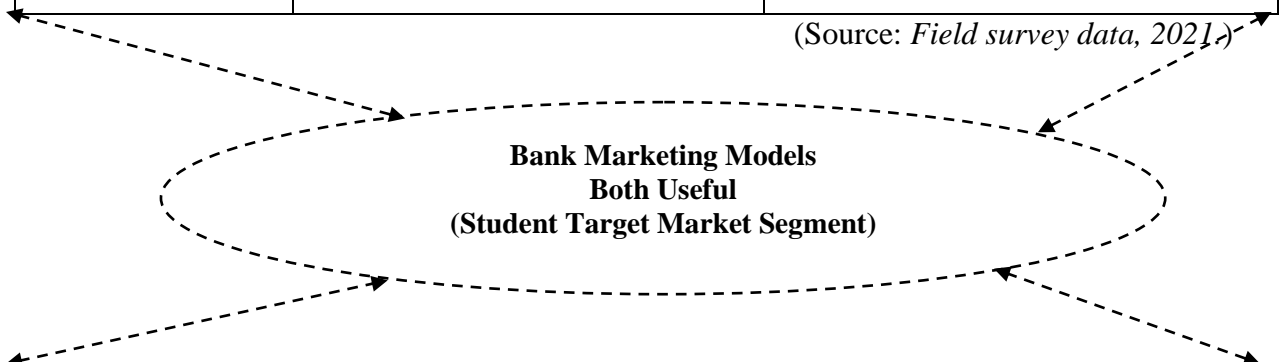 (Source: Field survey data, 2021.)
Bank Marketing Models
Both Useful
(Student Target Market Segment)